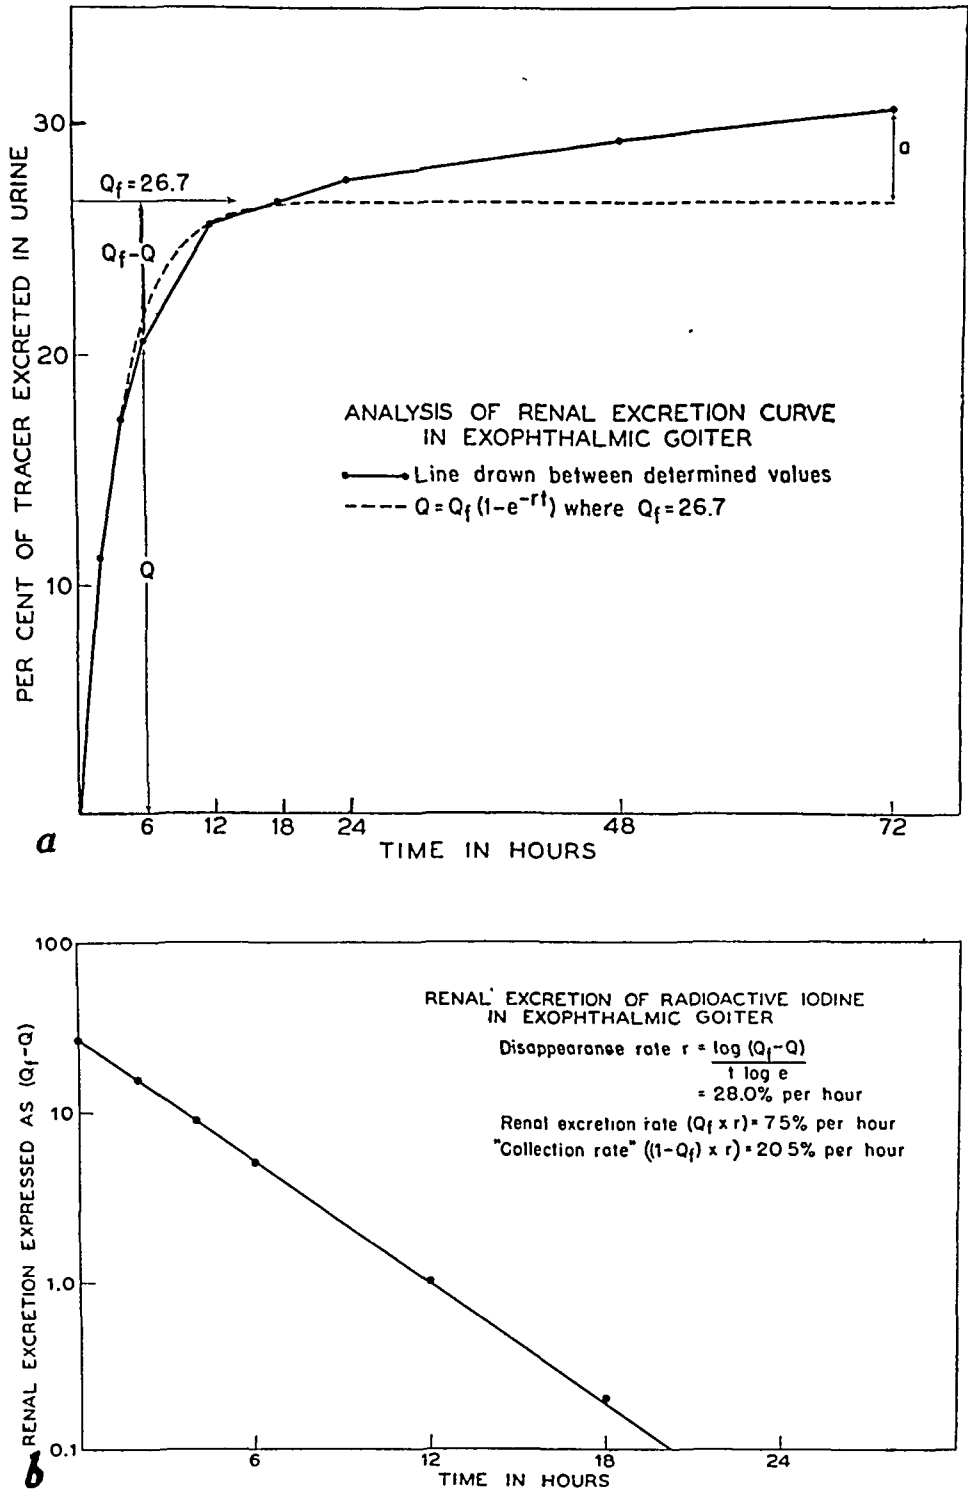 PER CENT OF TRACER EXCRETED IN URINE
30
20
10
Qf = 26.7
Qf-Q
Q
a
ANALYSIS OF RENAL EXCRETION CURVE
IN EXOPHTHALMIC GOITER
Line drawn between determined values
Q = Qf (1-e^-rt) where Qf = 26.7
6 12 18 24 48 72
TIME IN HOURS
a
RENAL EXCRETION EXPRESSED AS (Qf-Q)
100
10
1.0
0.1
RENAL EXCRETION OF RADIOACTIVE IODINE
IN EXOPHTHALMIC GOITER
Disappearance rate r = log (Qf-Q)
t log e
= 28.0% per hour
Renal excretion rate (Qf x r) = 75% per hour
"Collection rate" ((1-Qf) x r) = 20 5% per hour
6 12 18 24
TIME IN HOURS
b